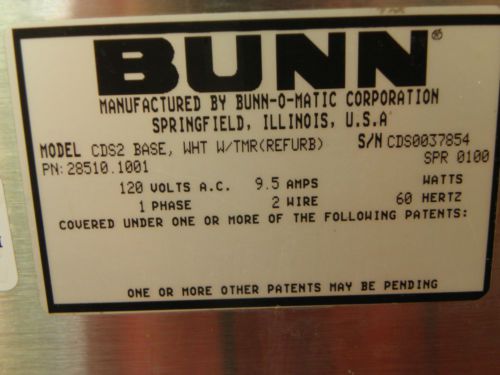 BUNN®
MANUFACTURED BY BUNN-O-MATIC CORPORATION
SPRINGFIELD, ILLINOIS, U.S.A
MODEL CDS2 BASE, WHT W/TMR(REFURB) S/N CDS0037854
PN: 28510.1001 SPR 0100
120 VOLTS A.C. 9.5 AMPS WATTS
1 PHASE 2 WIRE 60 HERTZ
COVERED UNDER ONE OR MORE OF THE FOLLOWING PATENTS:
ONE OR MORE OTHER PATENTS MAY BE PENDING